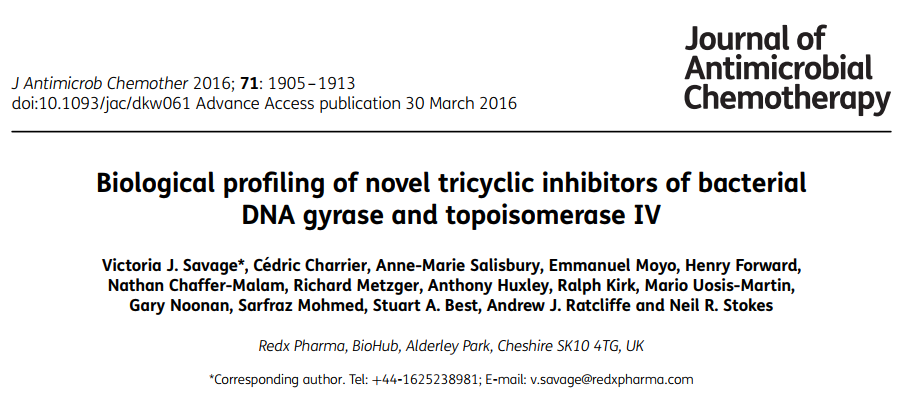 Journal of
Antimicrobial
Chemotherapy
J Antimicrob Chemother 2016; 71: 1905–1913
doi:10.1093/jac/dkw061 Advance Access publication 30 March 2016
Biological profiling of novel tricyclic inhibitors of bacterial
DNA gyrase and topoisomerase IV
Victoria J. Savage*, Cédric Charrier, Anne-Marie Salisbury, Emmanuel Moyo, Henry Forward,
Nathan Chaffer-Malam, Richard Metzger, Anthony Huxley, Ralph Kirk, Mario Uosis-Martin,
Gary Noonan, Sarfraz Mohmed, Stuart A. Best, Andrew J. Ratcliffe and Neil R. Stokes
Redx Pharma, BioHub, Alderley Park, Cheshire SK10 4TG, UK
*Corresponding author. Tel: +44-1625238981; E-mail: v.savage@redxpharma.com